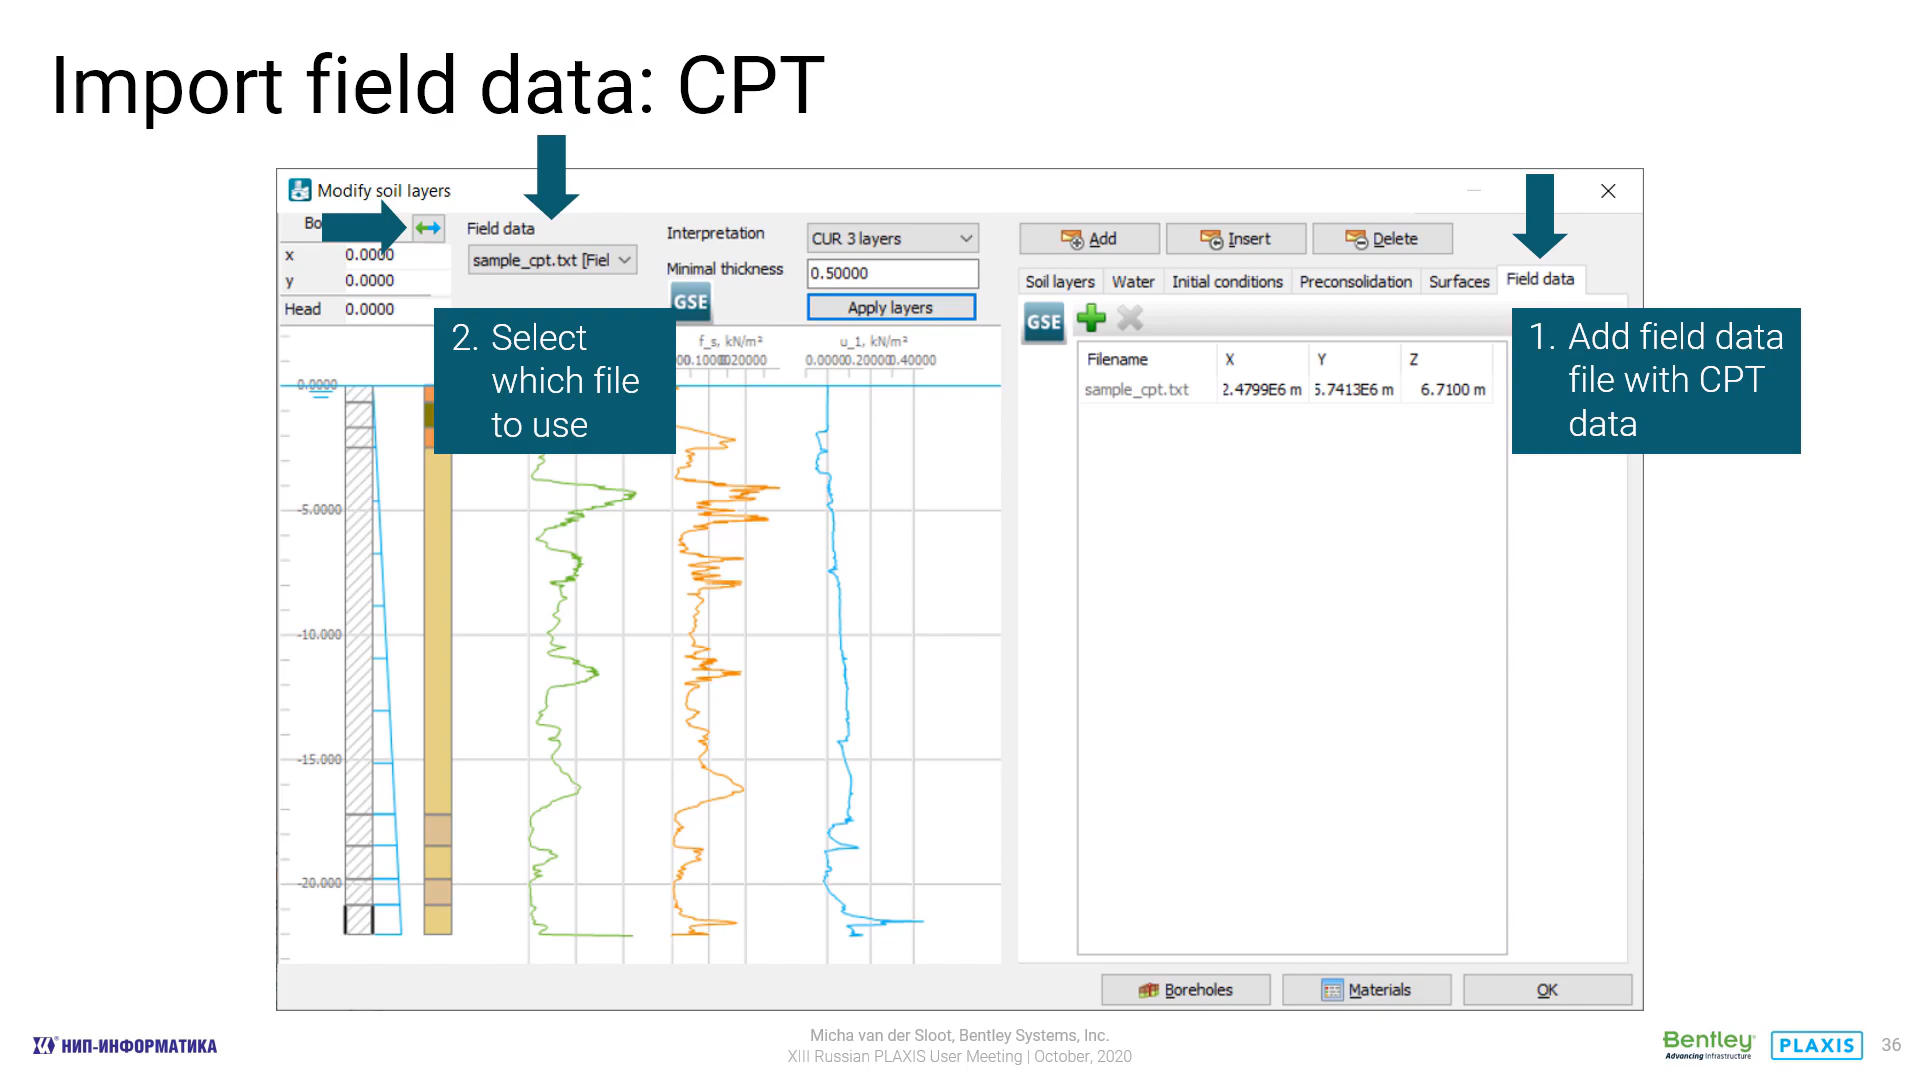 Import field data: CPT
Modify soil layers
Bo
x 0.0000
y 0.0000
Head 0.0000
Field data
sample_cpt.txt [Fiel
Interpretation
CUR 3 layers
Minimal thickness
0.50000
GSE
Apply layers
Add
Insert
Delete
Soil layers
Water
Initial conditions
Preconsolidation
Surfaces
Field data
GSE
Filename X Y Z
sample_cpt.txt 2.4799E6 m 5.7413E6 m 6.7100 m
2. Select
which file
to use
1. Add field data
file with CPT
data
f_s, kN/m²
u_1, kN/m²
0.0000
-5.0000
-10.000
-15.000
-20.000
Boreholes
Materials
OK
НИП-ИНФОРМАТИКА
Micha van der Sloot, Bentley Systems, Inc.
XIII Russian PLAXIS User Meeting | October, 2020
Bentley
Advancing Infrastructure
PLAXIS
36